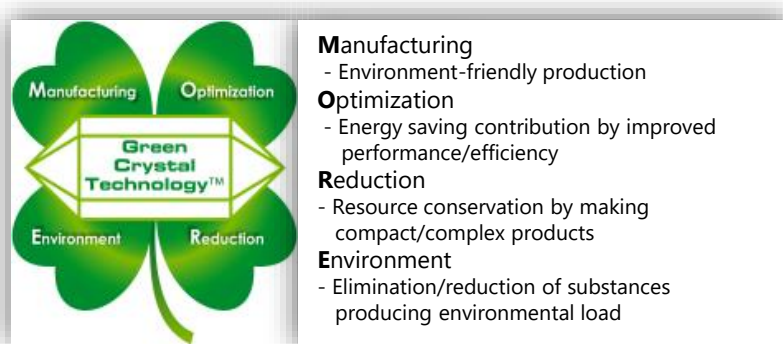 Manufacturing
Optimization
Green
Crystal
Technology™
Environment
Reduction
Manufacturing
- Environment-friendly production
Optimization
- Energy saving contribution by improved
performance/efficiency
Reduction
- Resource conservation by making
compact/complex products
Environment
- Elimination/reduction of substances
producing environmental load